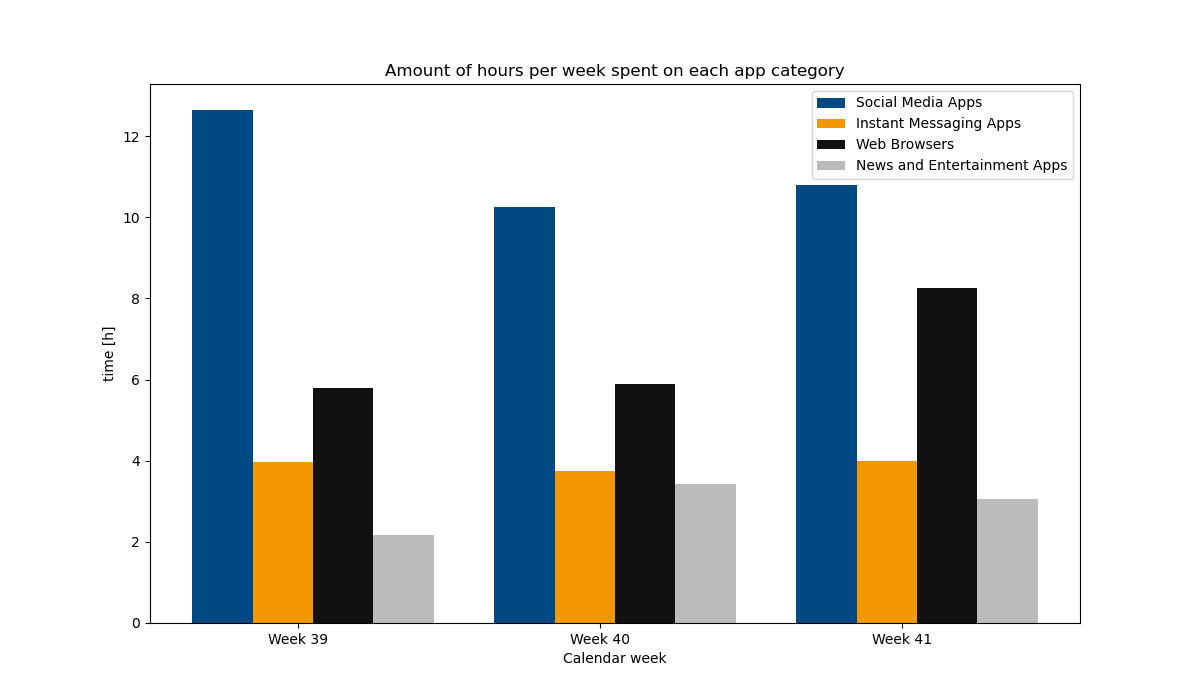 Amount of hours per week spent on each app category
Social Media Apps
Instant Messaging Apps
Web Browsers
News and Entertainment Apps
12
10
8
6
4
2
0
time [h]
Week 39
Week 40
Week 41
Calendar week